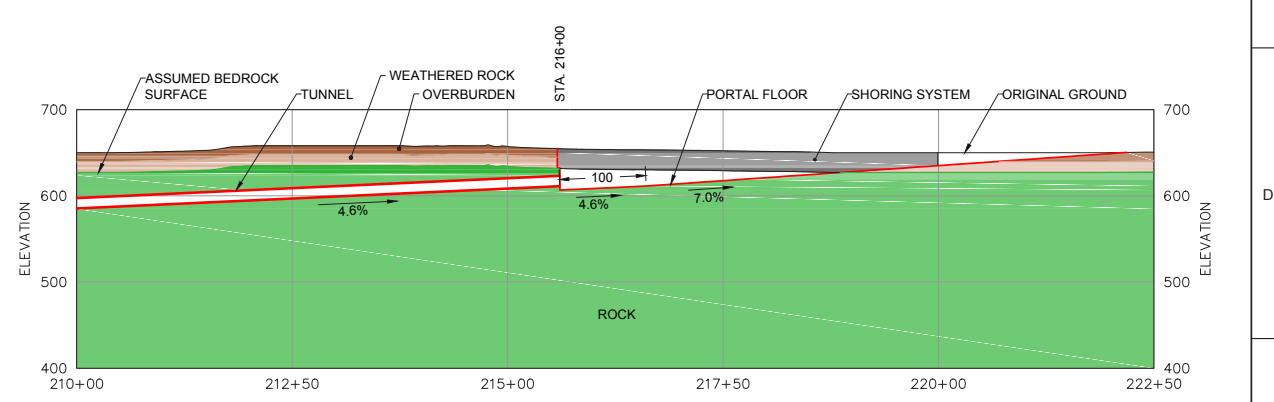 STA. 216+00
ASSUMED BEDROCK
SURFACE
WEATHERED ROCK
TUNNEL
OVERBURDEN
PORTAL FLOOR
SHORING SYSTEM
ORIGINAL GROUND
700
700
600
600
500
500
400
400
ELEVATION
ELEVATION
100
4.6%
4.6%
7.0%
ROCK
D
210+00
212+50
215+00
217+50
220+00
222+50